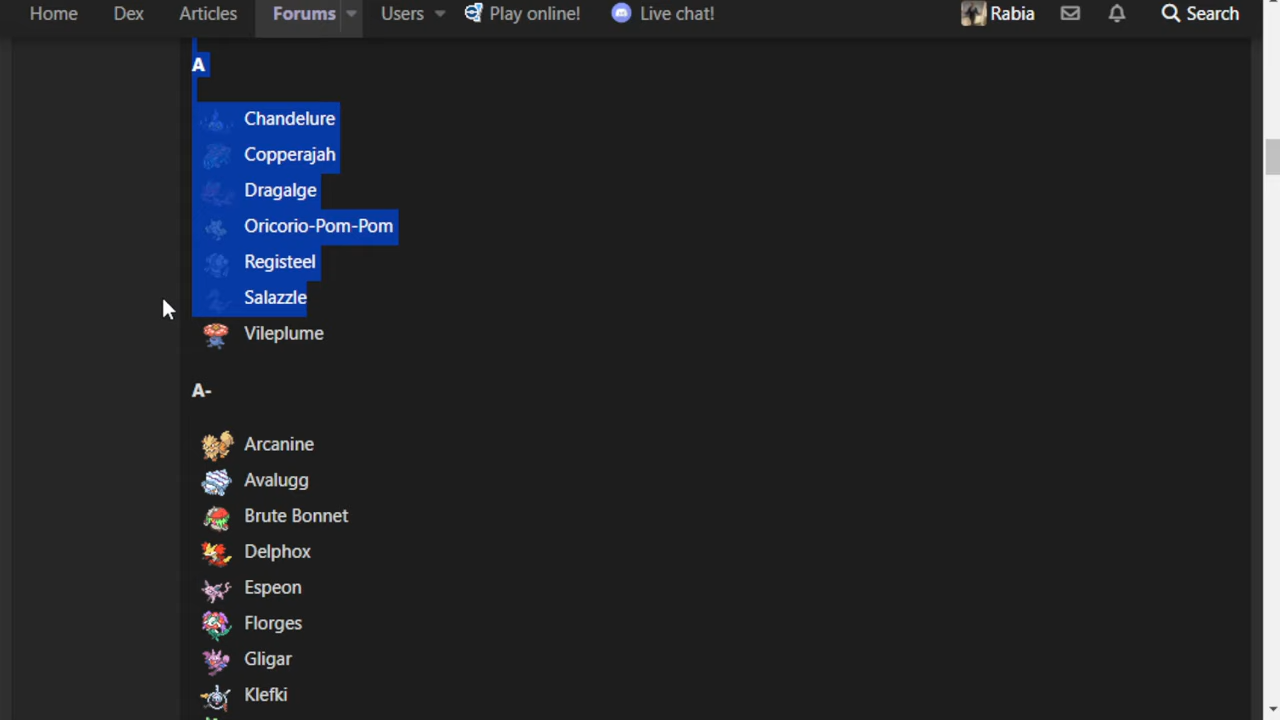 Home Dex Articles Forums Users Play online! Live chat! Rabia Search
A
Chandelure
Copperajah
Dragalge
Oricorio-Pom-Pom
Registeel
Salazzle
Vileplume
A-
Arcanine
Avalugg
Brute Bonnet
Delphox
Espeon
Florges
Gligar
Klefki